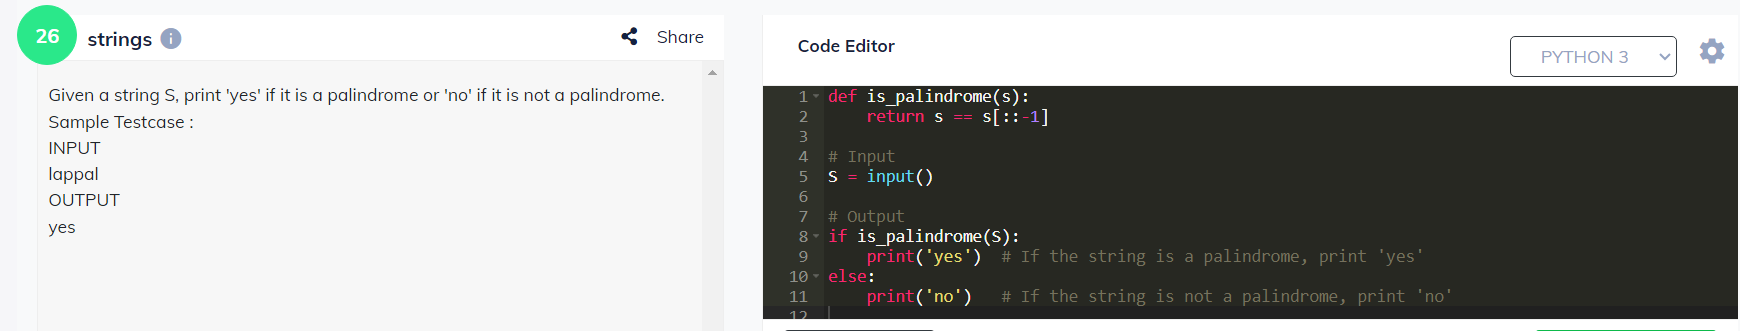 26
strings
Share
Given a string S, print 'yes' if it is a palindrome or 'no' if it is not a palindrome.
Sample Testcase :
INPUT
lappal
OUTPUT
yes
Code Editor
PYTHON 3
1 def is_palindrome(s):
2     return s == s[::-1]
3
4 # Input
5 S = input()
6
7 # Output
8 if is_palindrome(S):
9     print('yes')  # If the string is a palindrome, print 'yes'
10 else:
11     print('no')   # If the string is not a palindrome, print 'no'
12